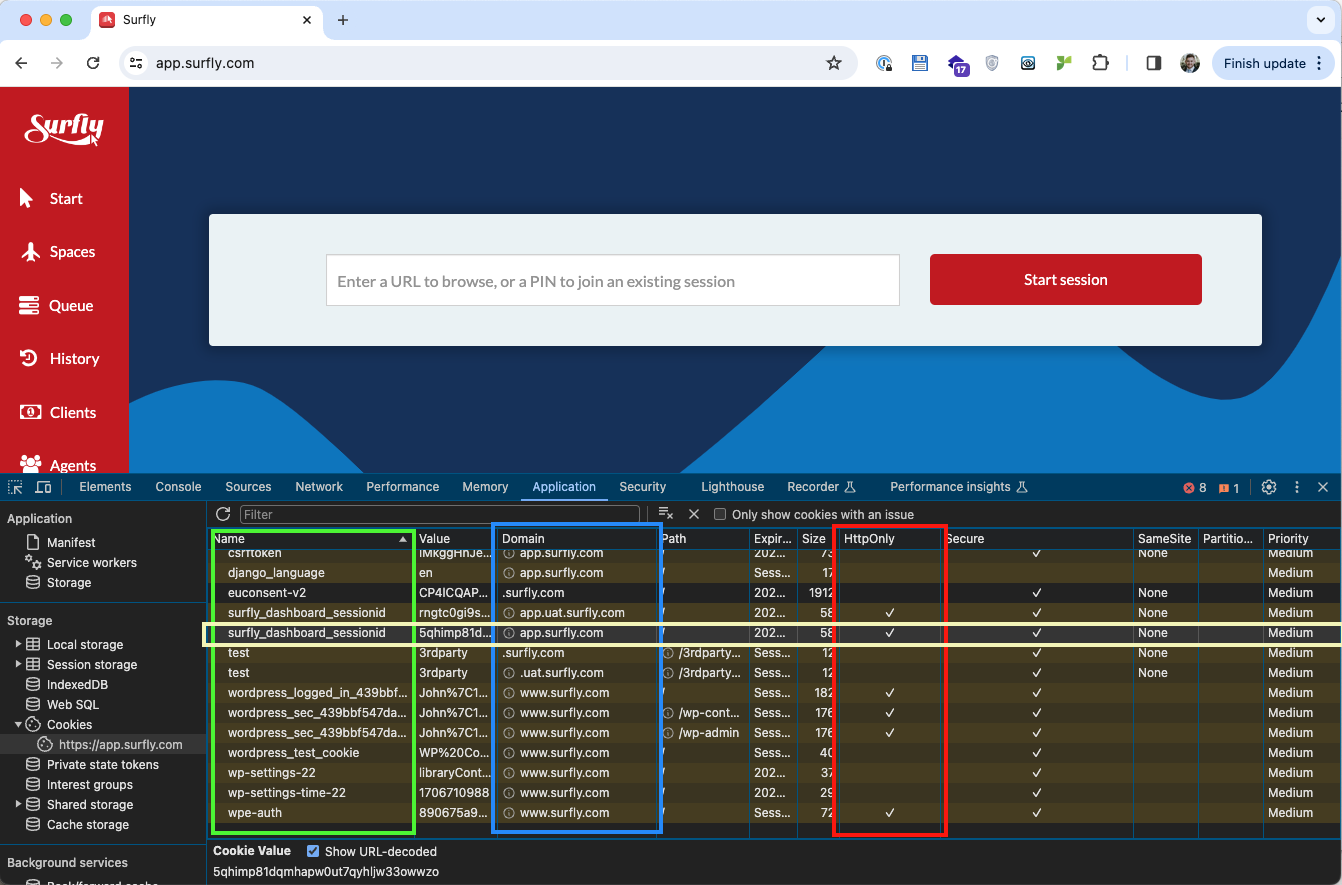 Surfly
app.surfly.com
17
Finish update
Surfly
Start
Spaces
Queue
History
Clients
Agents
Enter a URL to browse, or a PIN to join an existing session
Start session
Elements Console Sources Network Performance Memory Application Security Lighthouse Recorder Performance insights 8 1
Application
Manifest
Service workers
Storage
Storage
Local storage
Session storage
IndexedDB
Web SQL
Cookies
https://app.surfly.com
Private state tokens
Interest groups
Shared storage
Cache storage
Background services
Back/forward cache
Filter
Only show cookies with an issue
Name Value Domain Path Expir... Size HttpOnly Secure SameSite Partitio... Priority
csrftoken app.surfly.com / 202... 73 ✓ None Medium
django_language en app.surfly.com / Sess... 17 Medium
euconsent-v2 CP4ICQAP... .surfly.com / 202... 1912 ✓ None Medium
surfly_dashboard_sessionid rngtc0gi9s... app.uat.surfly.com / 202... 58 ✓ ✓ None Medium
surfly_dashboard_sessionid 5qhimp81d... app.surfly.com / 202... 58 ✓ ✓ None Medium
test 3rdparty .surfly.com /3rdparty... Sess... 12 ✓ None Medium
test 3rdparty .uat.surfly.com /3rdparty... Sess... 12 ✓ None Medium
wordpress_logged_in_439bbf... John%7C1... www.surfly.com / Sess... 182 ✓ ✓ Medium
wordpress_sec_439bbf547da... John%7C1... www.surfly.com /wp-cont... Sess... 176 ✓ ✓ Medium
wordpress_sec_439bbf547da... John%7C1... www.surfly.com /wp-admin Sess... 176 ✓ ✓ Medium
wordpress_test_cookie WP%20Co... www.surfly.com / Sess... 40 ✓ Medium
wp-settings-22 libraryCont... www.surfly.com / 202... 37 ✓ Medium
wp-settings-time-22 1706710988 www.surfly.com / 202... 29 ✓ Medium
wpe-auth 890675a9... www.surfly.com / Sess... 72 ✓ ✓ Medium
Cookie Value Show URL-decoded
5qhimp81dqmhapw0ut7qyhljw33owwzo